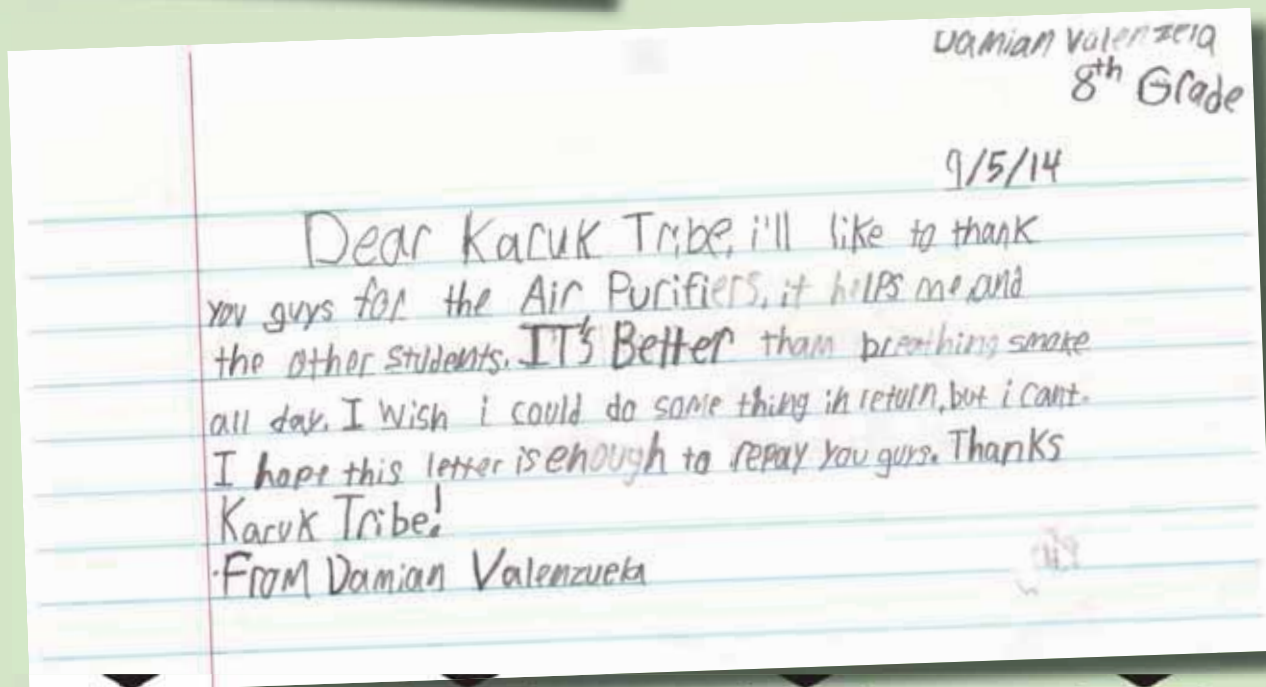 Damian Valenzela
8th Grade
9/5/14
Dear Karuk Tribe, i'll like to thank
you guys for the Air Purifiers, it helps me and
the other students. IT's Better than breathing smoke
all day. I wish i could do some thing in return, but i cant.
I hope this letter is enough to repay you guys. Thanks
Karuk Tribe!
From Damian Valenzuela